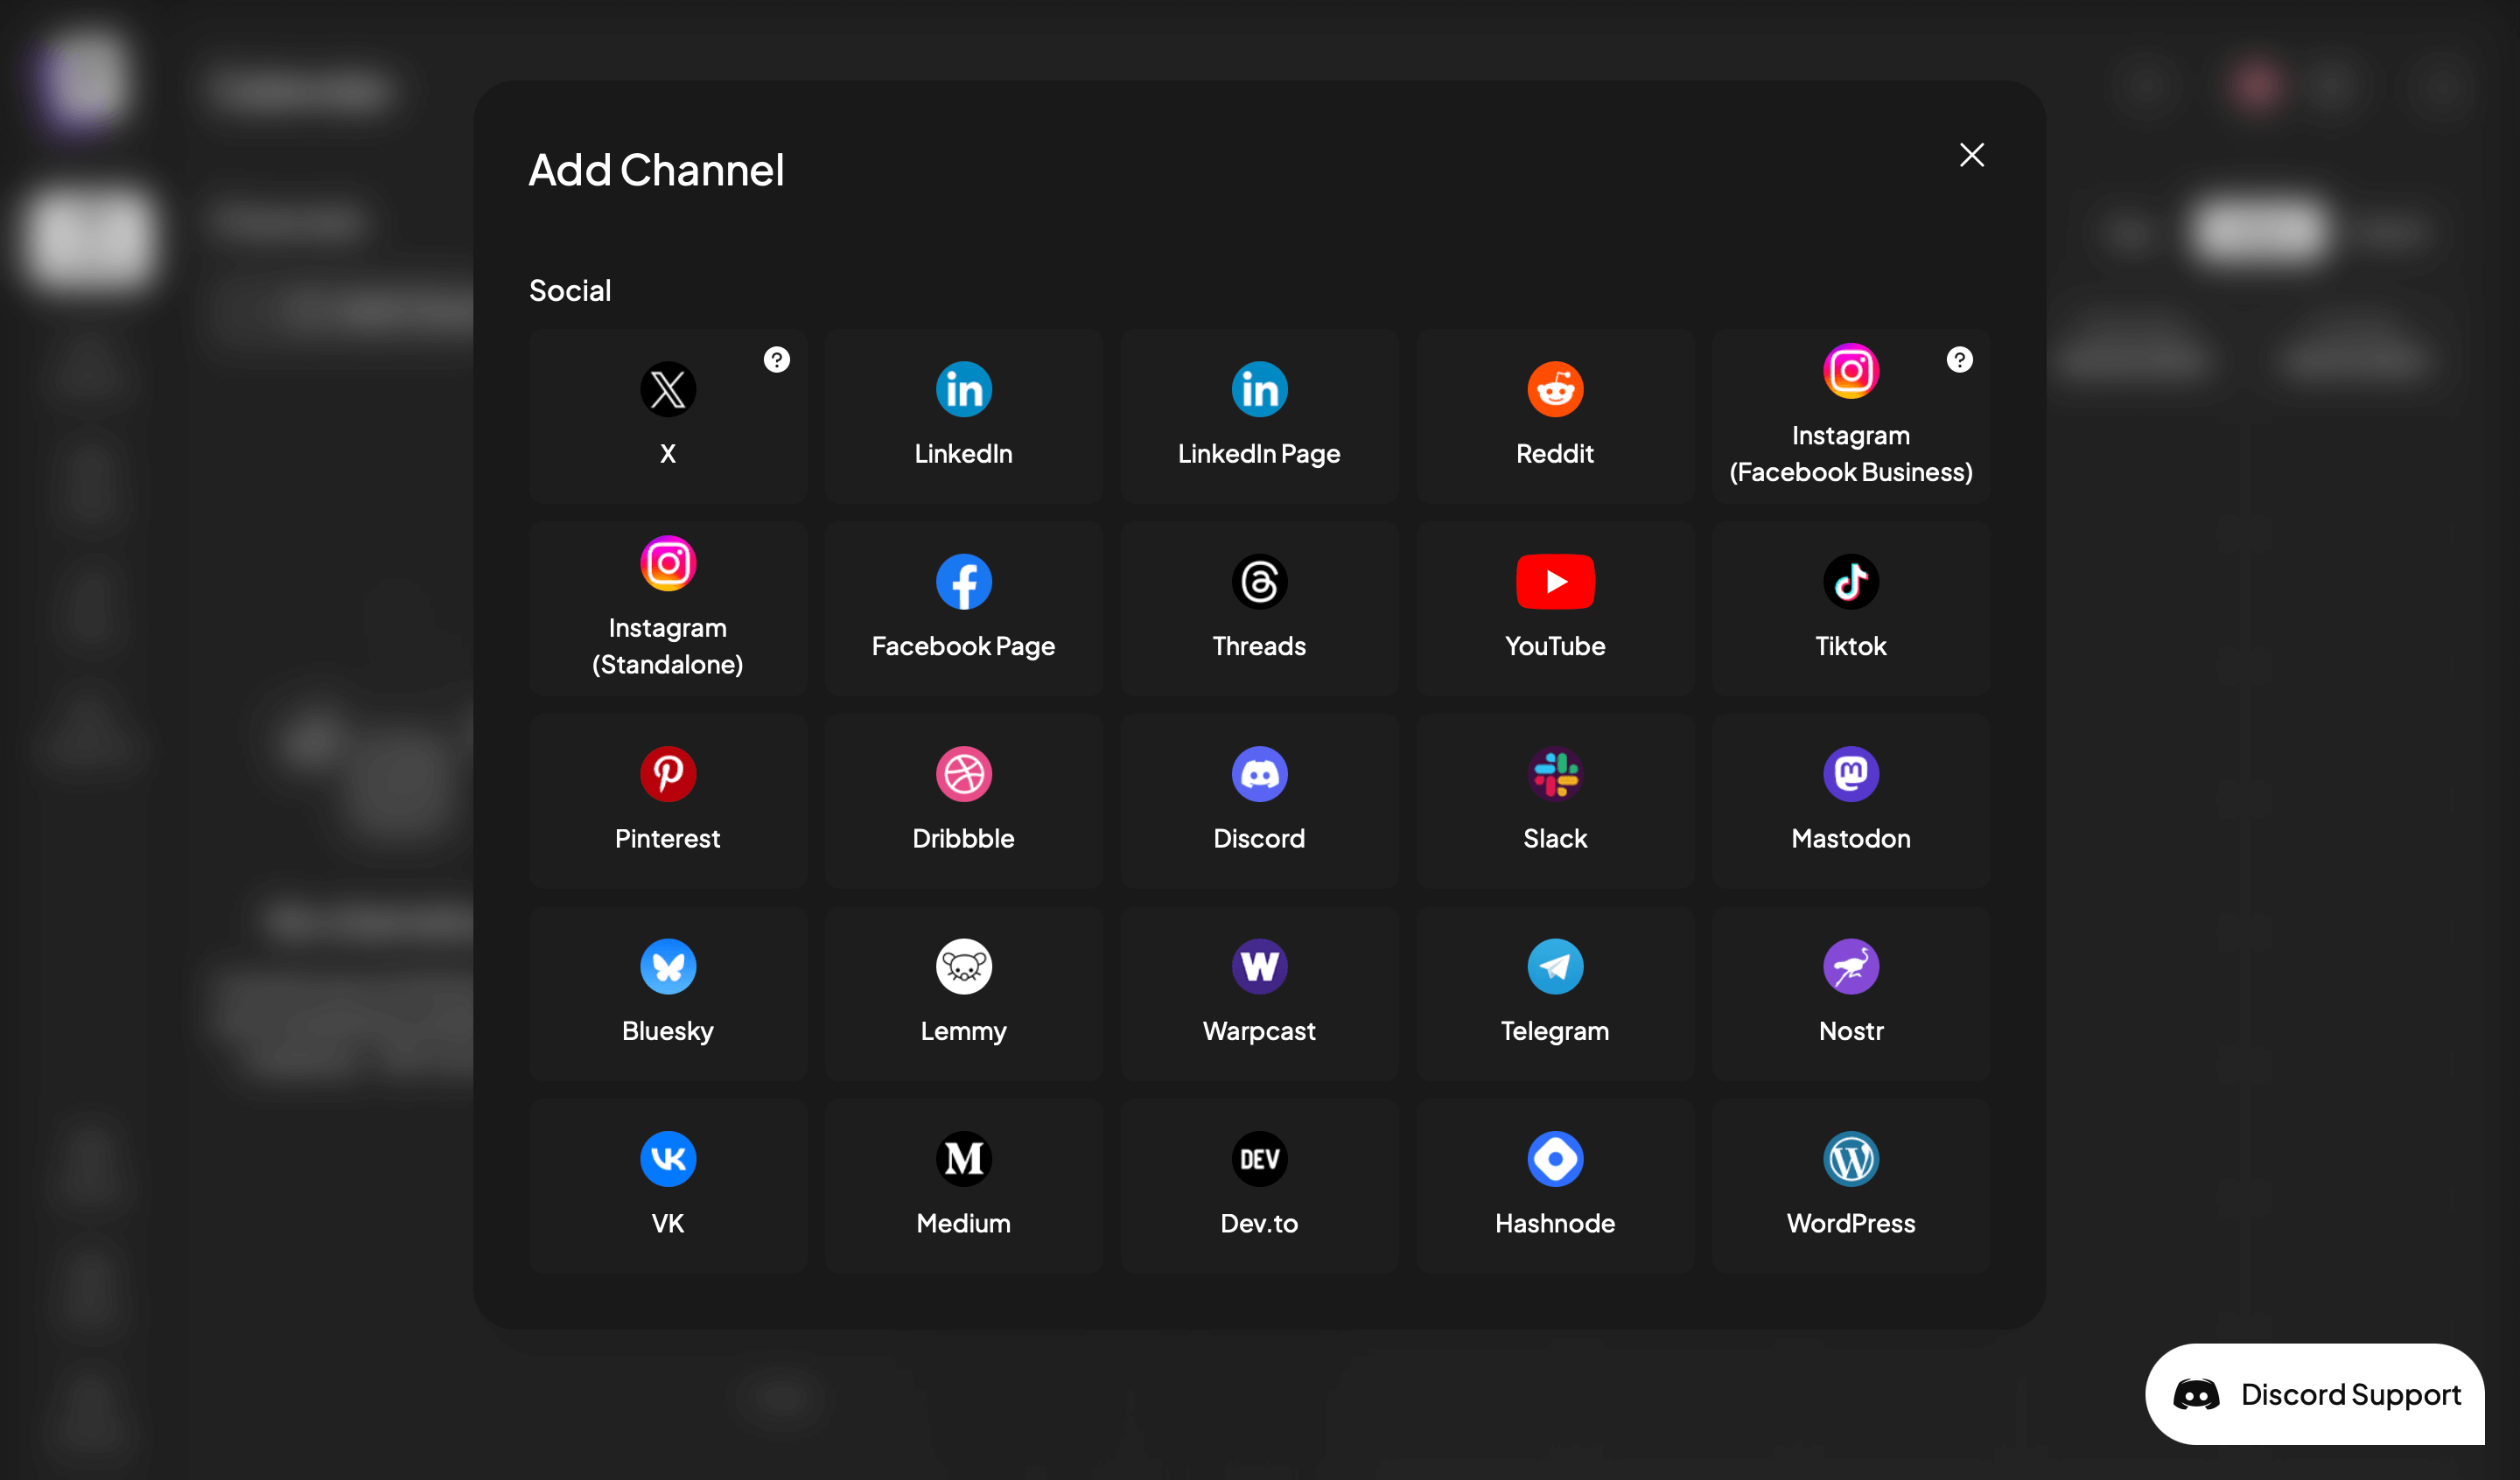 Add Channel
Social
?
?
X
LinkedIn
LinkedIn Page
Reddit
Instagram
(Facebook Business)
Instagram
(Standalone)
Facebook Page
Threads
YouTube
Tiktok
Pinterest
Dribbble
Discord
Slack
Mastodon
Bluesky
Lemmy
Warpcast
Telegram
Nostr
DEV
VK
Medium
Dev.to
Hashnode
WordPress
Discord Support